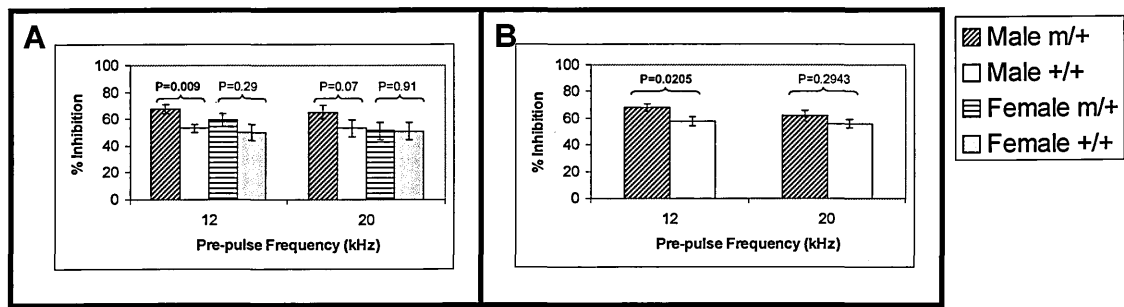 A
100
80
60
40
20
0
% Inhibition
P=0.009 P=0.29 P=0.07 P=0.91
12 20
Pre-pulse Frequency (kHz)
B
100
80
60
40
20
0
% Inhibition
P=0.0205 P=0.2943
12 20
Pre-pulse Frequency (kHz)
Male m/+
Male +/+
Female m/+
Female +/+